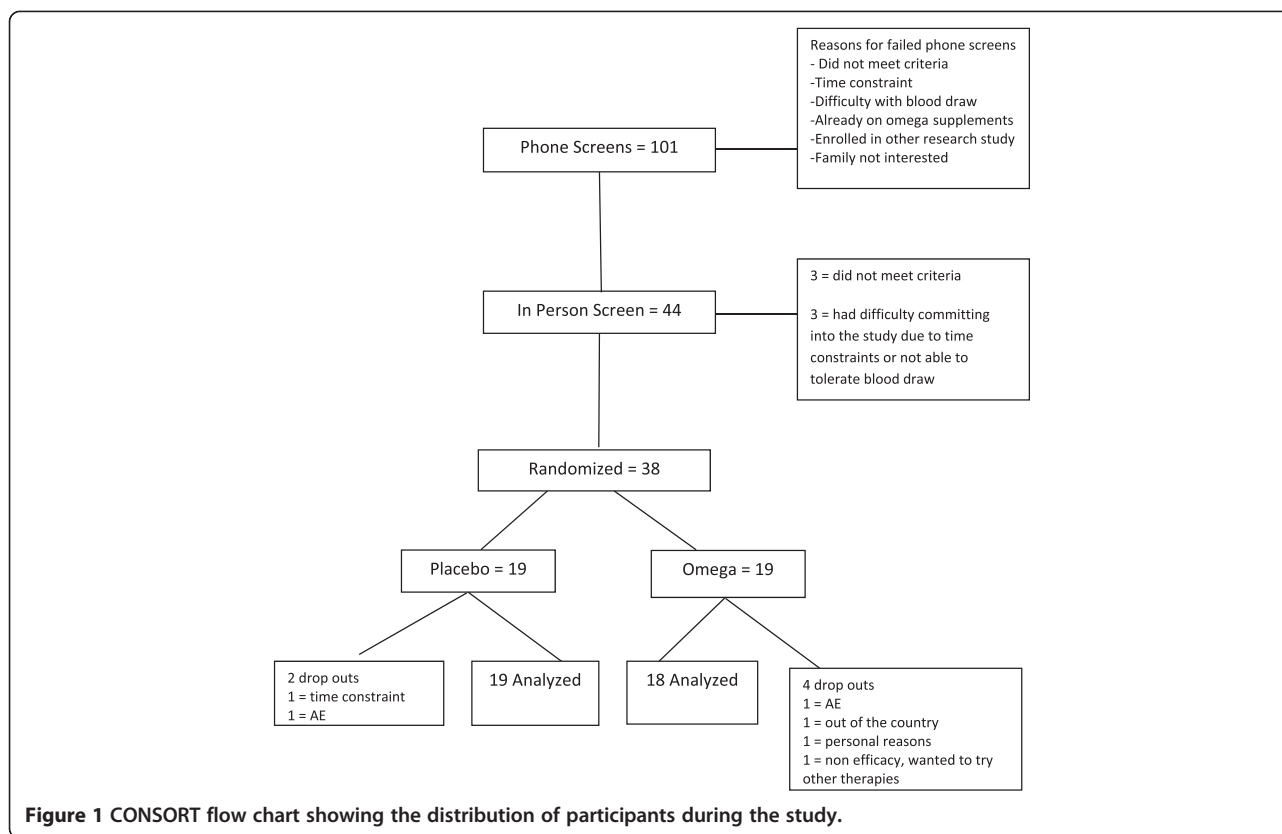 Reasons for failed phone screens
- Did not meet criteria
-Time constraint
-Difficulty with blood draw
-Already on omega supplements
-Enrolled in other research study
-Family not interested
Phone Screens = 101
3 = did not meet criteria
3 = had difficulty committing
into the study due to time
constraints or not able to
tolerate blood draw
In Person Screen = 44
Randomized = 38
Placebo = 19
Omega = 19
2 drop outs
1 = time constraint
1 = AE
19 Analyzed
18 Analyzed
4 drop outs
1 = AE
1 = out of the country
1 = personal reasons
1 = non efficacy, wanted to try
other therapies
Figure 1 CONSORT flow chart showing the distribution of participants during the study.